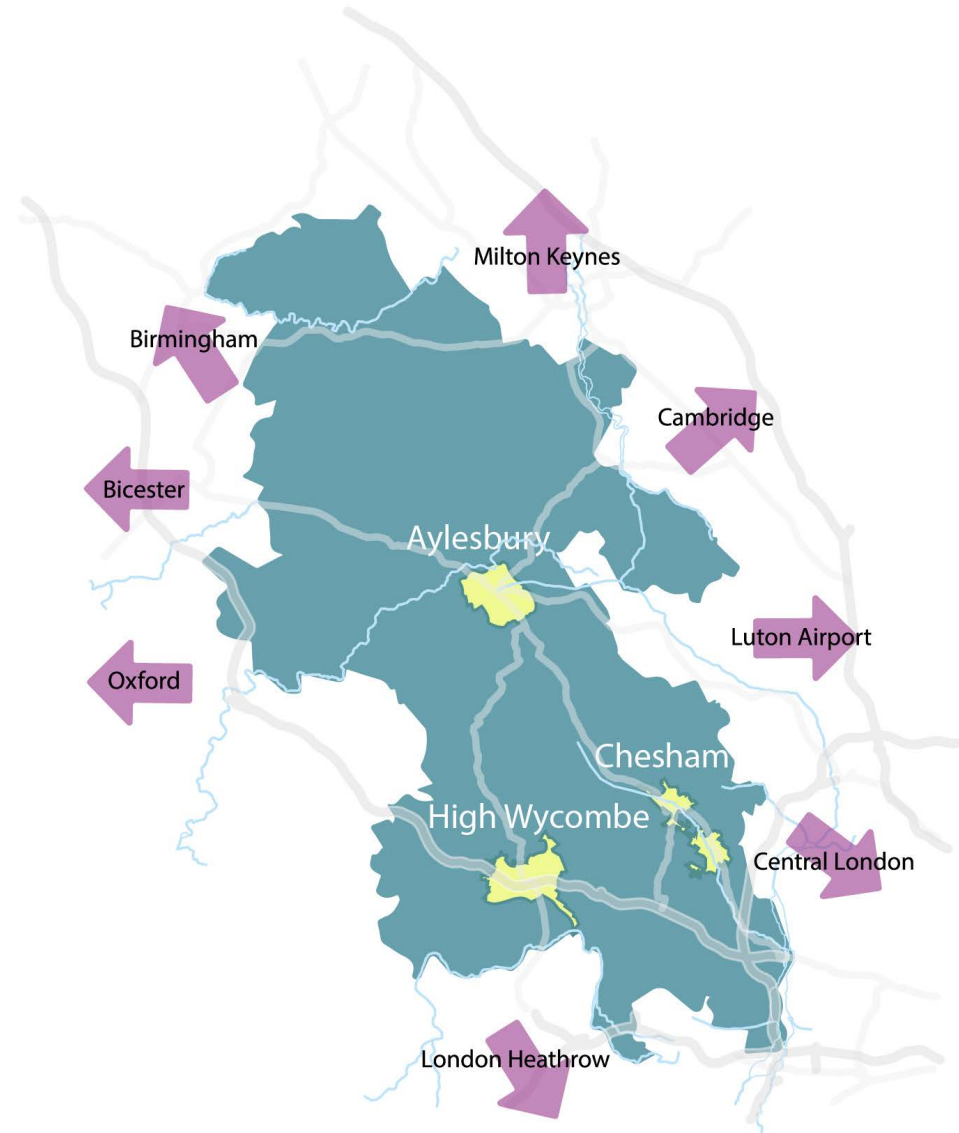 Milton Keynes
Birmingham
Cambridge
Bicester
Aylesbury
Luton Airport
Oxford
Chesham
High Wycombe
Central London
London Heathrow